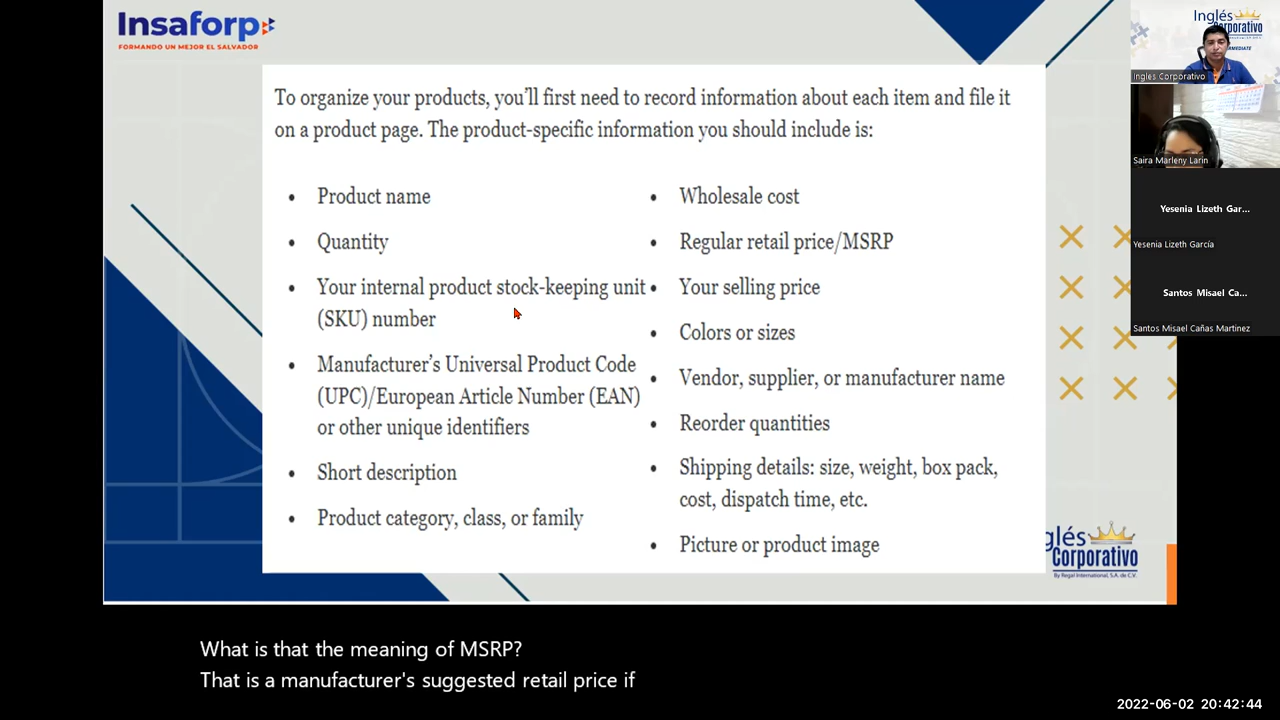 Insaforp
FORMANDO UN MEJOR EL SALVADOR
To organize your products, you'll first need to record information about each item and file it
on a product page. The product-specific information you should include is:
• Product name
• Quantity
• Your internal product stock-keeping unit
(SKU) number
• Manufacturer's Universal Product Code
(UPC)/European Article Number (EAN)
or other unique identifiers
• Short description
• Product category, class, or family
• Wholesale cost
• Regular retail price/MSRP
• Your selling price
• Colors or sizes
• Vendor, supplier, or manufacturer name
• Reorder quantities
• Shipping details: size, weight, box pack,
cost, dispatch time, etc.
• Picture or product image
glés
Corporativo
By Regal International, S.A. de C.V.
Inglés
Corporativo
Ingles Corporativo
Saira Marleny Larin
Yesenia Lizeth Gar...
Yesenia Lizeth García
Santos Misael Ca...
Santos Misael Cañas Martinez
What is that the meaning of MSRP?
That is a manufacturer's suggested retail price if
2022-06-02 20:42:44